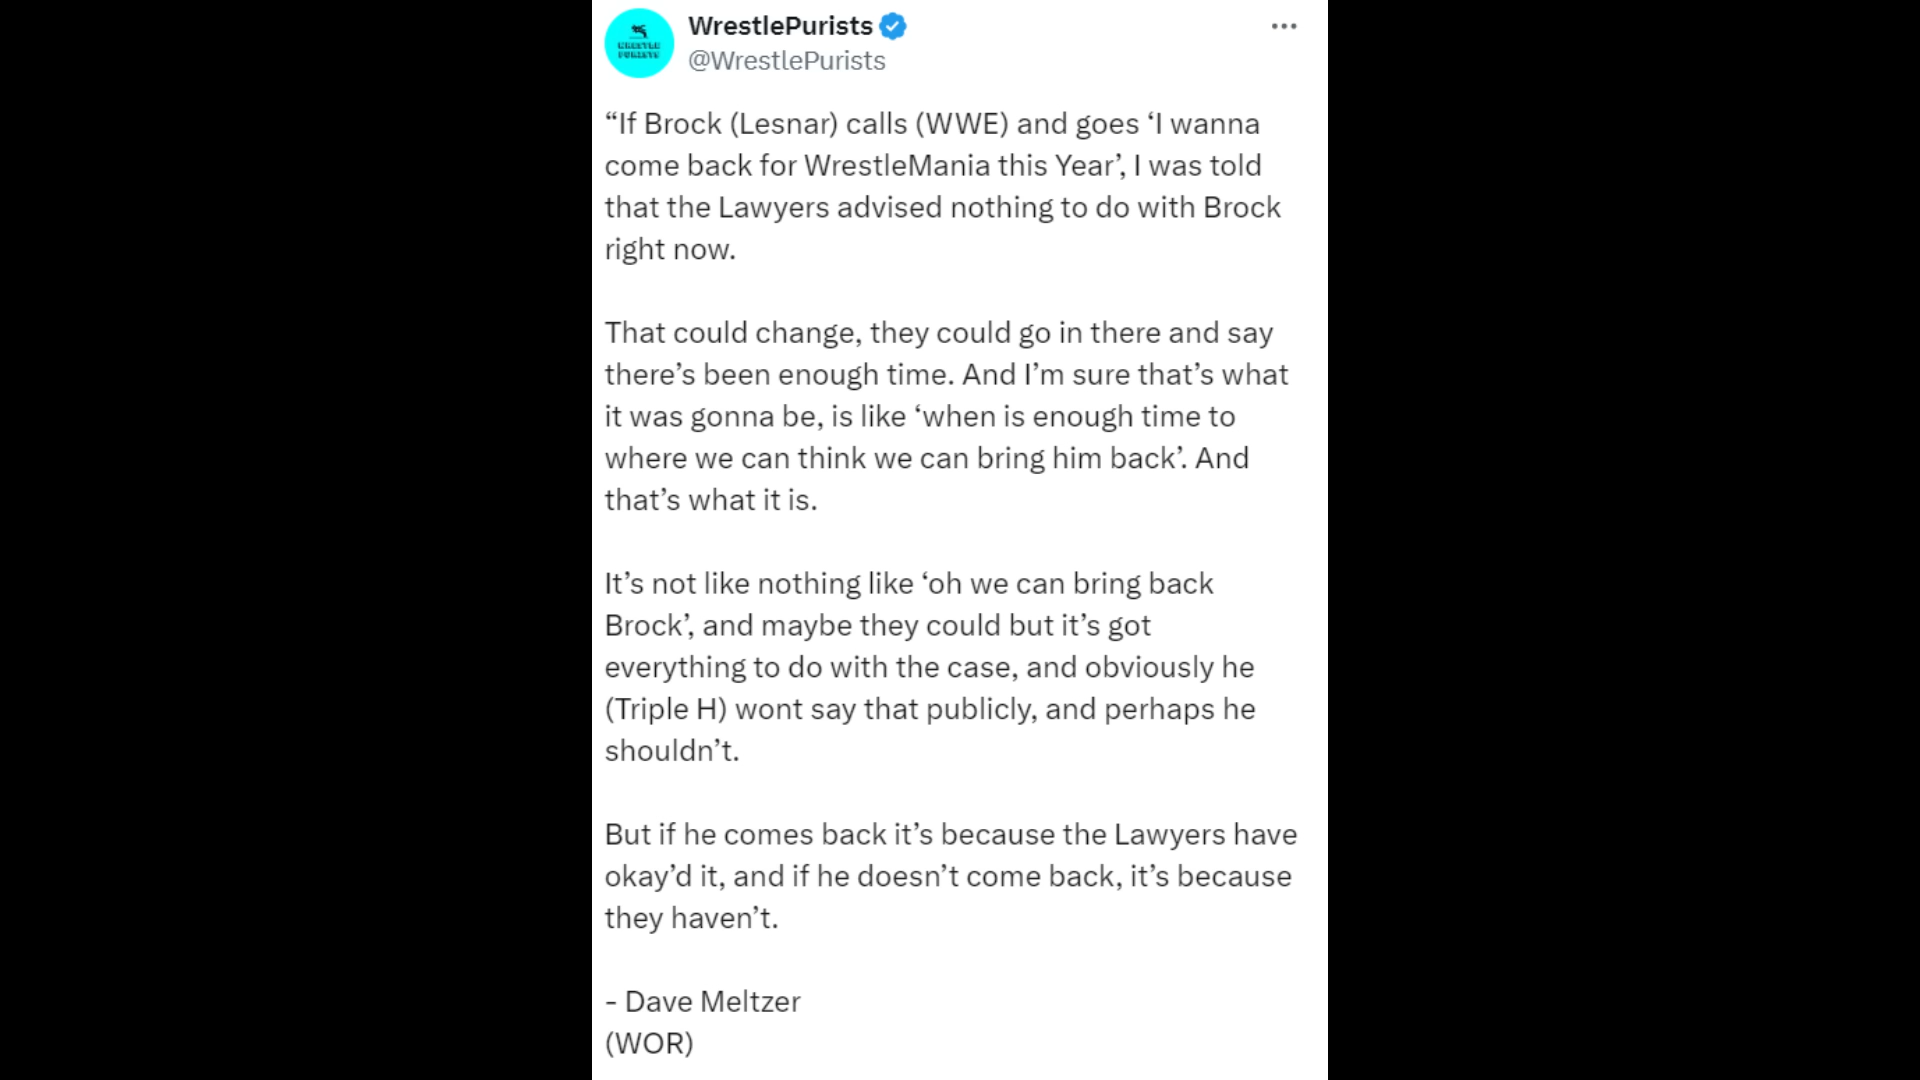 WrestlePurists
@WrestlePurists
WRESTLE
PURISTS
“If Brock (Lesnar) calls (WWE) and goes ‘I wanna
come back for WrestleMania this Year’, I was told
that the Lawyers advised nothing to do with Brock
right now.
That could change, they could go in there and say
there’s been enough time. And I’m sure that’s what
it was gonna be, is like ‘when is enough time to
where we can think we can bring him back’. And
that’s what it is.
It’s not like nothing like ‘oh we can bring back
Brock’, and maybe they could but it’s got
everything to do with the case, and obviously he
(Triple H) wont say that publicly, and perhaps he
shouldn’t.
But if he comes back it’s because the Lawyers have
okay’d it, and if he doesn’t come back, it’s because
they haven’t.
- Dave Meltzer
(WOR)